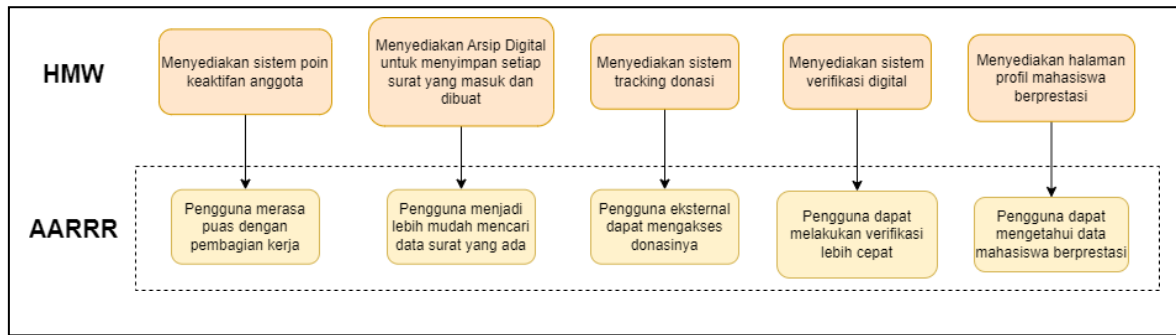 HMW
Menyediakan sistem poin
keaktifan anggota
Menyediakan Arsip Digital
untuk menyimpan setiap
surat yang masuk dan
dibuat
Menyediakan sistem
tracking donasi
Menyediakan sistem
verifikasi digital
Menyediakan halaman
profil mahasiswa
berprestasi
AARRR
Pengguna merasa
puas dengan
pembagian kerja
Pengguna menjadi
lebih mudah mencari
data surat yang ada
Pengguna eksternal
dapat mengakses
donasinya
Pengguna dapat
melakukan verifikasi
lebih cepat
Pengguna dapat
mengetahui data
mahasiswa berprestasi